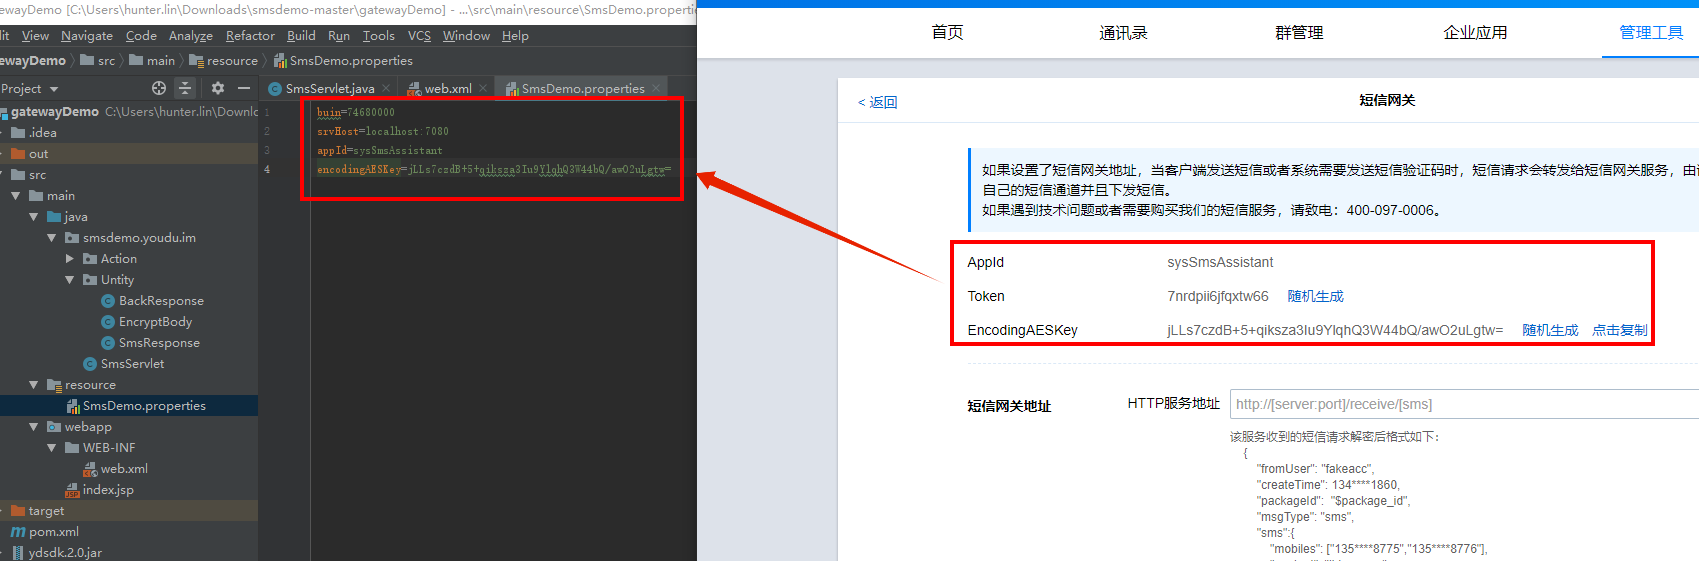 gatewayDemo [C:\Users\hunter.lin\Downloads\smsdemo-master\gatewayDemo] - ...\src\main\resource\SmsDemo.properties
dit View Navigate Code Analyze Refactor Build Run Tools VCS Window Help
ewayDemo src main resource SmsDemo.properties
Project
SmsServlet.java web.xml SmsDemo.properties
gatewayDemo C:\Users\hunter.lin\Downlo
.idea
out
src
main
java
smsdemo.youdu.im
Action
Untity
BackResponse
EncryptBody
SmsResponse
SmsServlet
resource
SmsDemo.properties
webapp
WEB-INF
web.xml
index.jsp
target
pom.xml
ydsdk.2.0.jar
1 buin=74680000
2 srvHost=localhost:7080
3 appId=sysSmsAssistant
4 encodingAESKey=jLLs7czdB+5+qiksza3Iu9YlqhQ3W44bQ/awO2uLgtw=
首页 通讯录 群管理 企业应用 管理工具
< 返回 短信网关
如果设置了短信网关地址，当客户端发送短信或者系统需要发送短信验证码时，短信请求会转发给短信网关服务，由
自己的短信通道并且下发短信。
如果遇到技术问题或者需要购买我们的短信服务，请致电：400-097-0006。
AppId sysSmsAssistant
Token 7nrdpii6jfqxtw66 随机生成
EncodingAESKey jLLs7czdB+5+qiksza3Iu9YlqhQ3W44bQ/awO2uLgtw= 随机生成 点击复制
短信网关地址 HTTP服务地址 http://[server:port]/receive/[sms]
该服务收到的短信请求解密后格式如下：
{
"fromUser": "fakeacc",
"createTime": 134****1860,
"packageId": "$package_id",
"msgType": "sms",
"sms":{
"mobiles": ["135****8775","135****8776"],